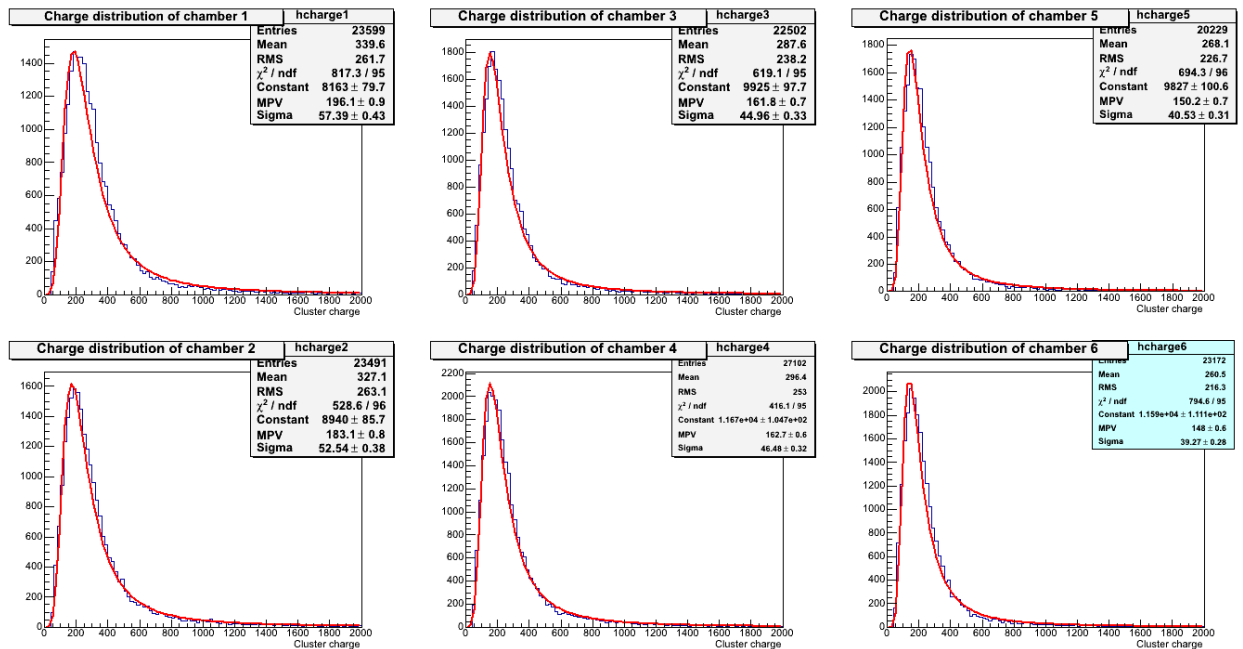 Charge distribution of chamber 1
hcharge1
Entries 23599
Mean 339.6
RMS 261.7
χ² / ndf 817.3 / 95
Constant 8163 ± 79.7
MPV 196.1 ± 0.9
Sigma 57.39 ± 0.43
1400
1200
1000
800
600
400
200
0
0 200 400 600 800 1000 1200 1400 1600 1800 2000
Cluster charge
Charge distribution of chamber 3
hcharge3
Entries 22502
Mean 287.6
RMS 238.2
χ² / ndf 619.1 / 95
Constant 9925 ± 97.7
MPV 161.8 ± 0.7
Sigma 44.96 ± 0.33
1800
1600
1400
1200
1000
800
600
400
200
0
0 200 400 600 800 1000 1200 1400 1600 1800 2000
Cluster charge
Charge distribution of chamber 5
hcharge5
Entries 20229
Mean 268.1
RMS 226.7
χ² / ndf 694.3 / 96
Constant 9827 ± 100.6
MPV 150.2 ± 0.7
Sigma 40.53 ± 0.31
1800
1600
1400
1200
1000
800
600
400
200
0
0 200 400 600 800 1000 1200 1400 1600 1800 2000
Cluster charge
Charge distribution of chamber 2
hcharge2
Entries 23491
Mean 327.1
RMS 263.1
χ² / ndf 528.6 / 96
Constant 8940 ± 85.7
MPV 183.1 ± 0.8
Sigma 52.54 ± 0.38
1600
1400
1200
1000
800
600
400
200
0
0 200 400 600 800 1000 1200 1400 1600 1800 2000
Cluster charge
Charge distribution of chamber 4
hcharge4
Entries 27102
Mean 296.4
RMS 253
χ² / ndf 416.1 / 95
Constant 1.167e+04 ± 1.047e+02
MPV 162.7 ± 0.6
Sigma 46.48 ± 0.32
2200
2000
1800
1600
1400
1200
1000
800
600
400
200
0
0 200 400 600 800 1000 1200 1400 1600 1800 2000
Cluster charge
Charge distribution of chamber 6
hcharge6
Entries 23172
Mean 260.5
RMS 216.3
χ² / ndf 794.6 / 95
Constant 1.159e+04 ± 1.111e+02
MPV 148 ± 0.6
Sigma 39.27 ± 0.28
2000
1800
1600
1400
1200
1000
800
600
400
200
0
0 200 400 600 800 1000 1200 1400 1600 1800 2000
Cluster charge